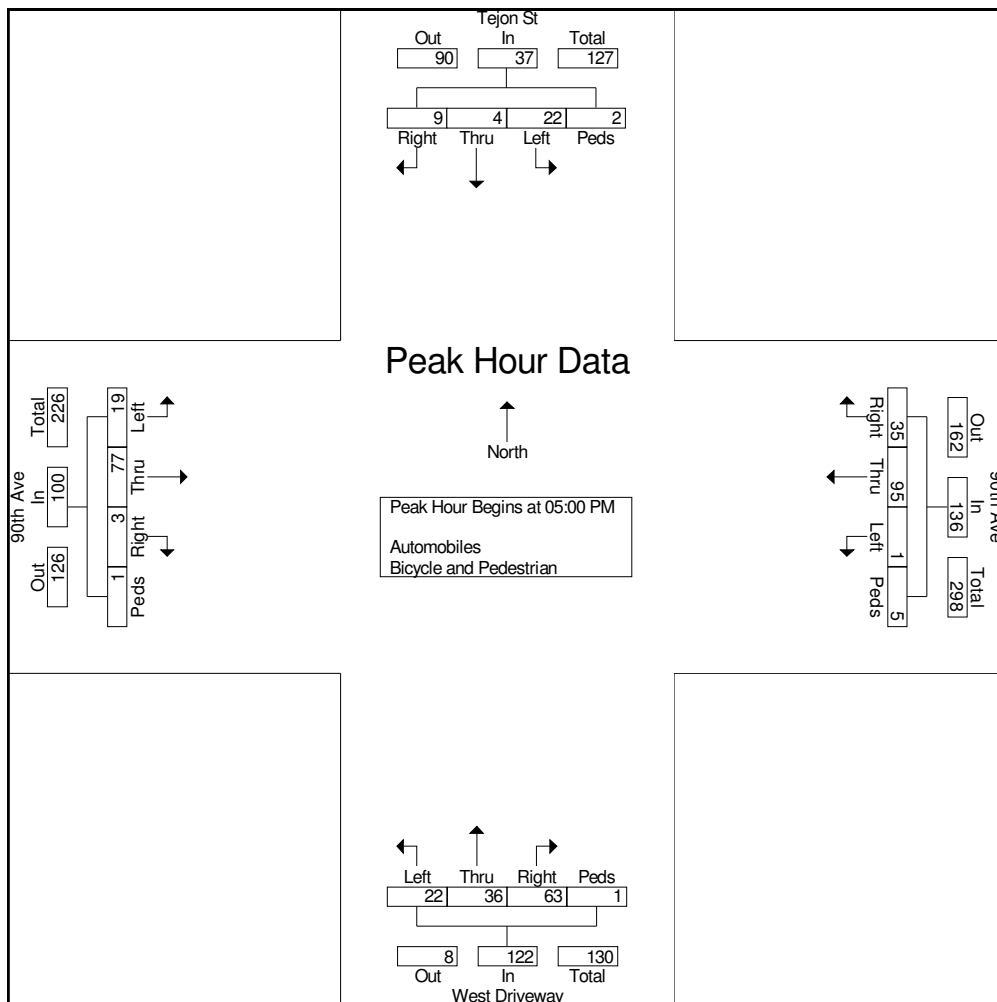 Tejon St
Out In Total
90 37 127
9 4 22 2
Right Thru Left Peds
Peak Hour Data
North
Peak Hour Begins at 05:00 PM
Automobiles
Bicycle and Pedestrian
90th Ave
Total In Out
226 100 126
19 77 3 1
Left Thru Right Peds
90th Ave
Out In Total
162 136 298
35 95 1 5
Right Thru Left Peds
Left Thru Right Peds
22 36 63 1
8 122 130
Out In Total
West Driveway